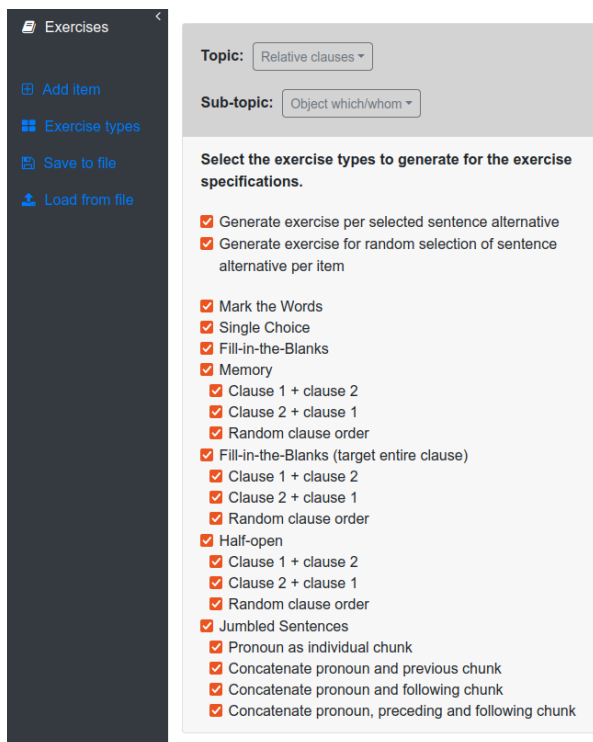 Exercises
Add item
Exercise types
Save to file
Load from file
Topic: Relative clauses
Sub-topic: Object which/whom
Select the exercise types to generate for the exercise
specifications.
Generate exercise per selected sentence alternative
Generate exercise for random selection of sentence
alternative per item
Mark the Words
Single Choice
Fill-in-the-Blanks
Memory
Clause 1 + clause 2
Clause 2 + clause 1
Random clause order
Fill-in-the-Blanks (target entire clause)
Clause 1 + clause 2
Clause 2 + clause 1
Random clause order
Half-open
Clause 1 + clause 2
Clause 2 + clause 1
Random clause order
Jumbled Sentences
Pronoun as individual chunk
Concatenate pronoun and previous chunk
Concatenate pronoun and following chunk
Concatenate pronoun, preceding and following chunk